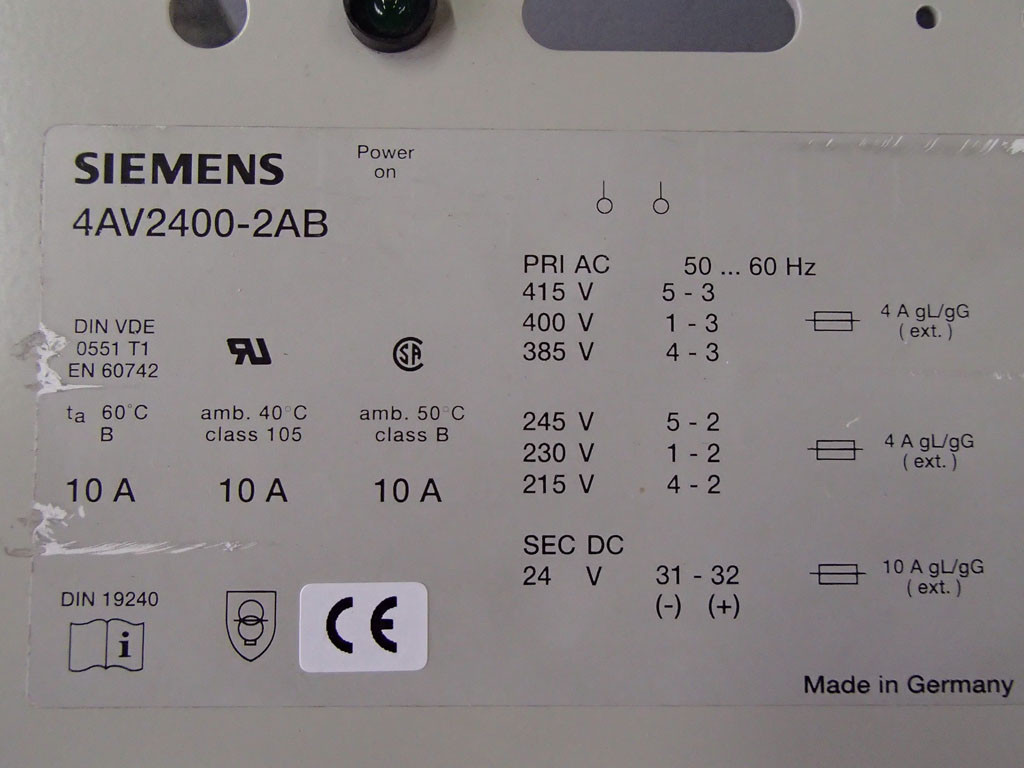 SIEMENS
4AV2400-2AB
Power
on
DIN VDE
0551 T1
EN 60742
ta 60°C
B
10 A
RU
amb. 40°C
class 105
10 A
SA
amb. 50°C
class B
10 A
DIN 19240
i
CE
PRI AC 50 ... 60 Hz
415 V 5 - 3
400 V 1 - 3
385 V 4 - 3
4 A gL/gG
( ext. )
245 V 5 - 2
230 V 1 - 2
215 V 4 - 2
4 A gL/gG
( ext. )
SEC DC
24 V 31 - 32
(-) (+)
10 A gL/gG
( ext. )
Made in Germany